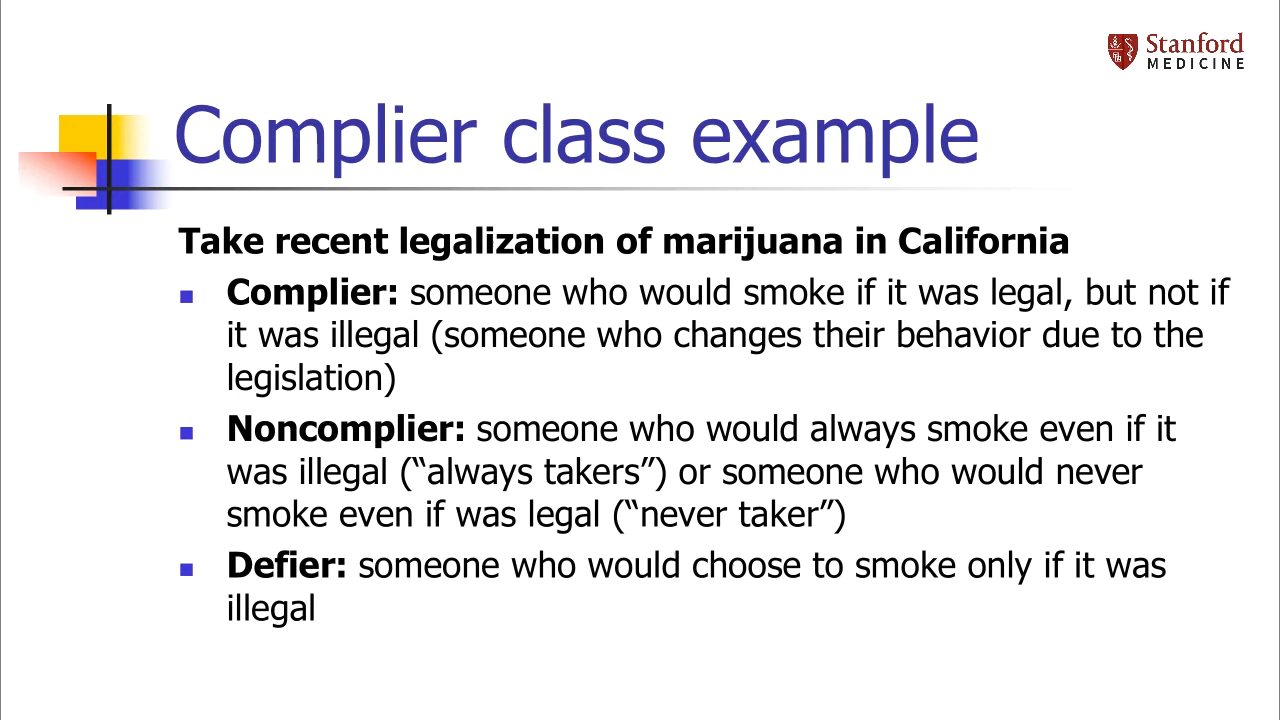 Stanford
MEDICINE
Complier class example
Take recent legalization of marijuana in California
Complier: someone who would smoke if it was legal, but not if
it was illegal (someone who changes their behavior due to the
legislation)
Noncomplier: someone who would always smoke even if it
was illegal (“always takers”) or someone who would never
smoke even if was legal (“never taker”)
Defier: someone who would choose to smoke only if it was
illegal